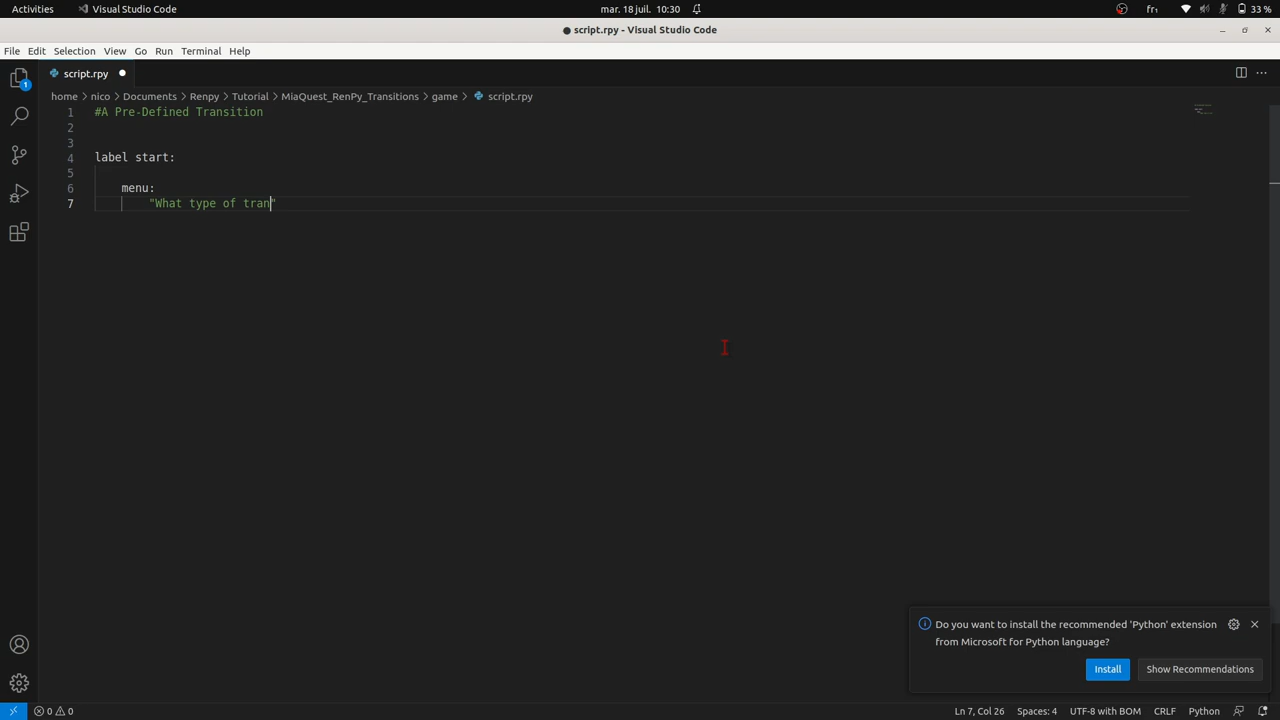 Activities Visual Studio Code mar. 18 juil. 10:30 fr₁ 33 %
script.rpy - Visual Studio Code
File Edit Selection View Go Run Terminal Help
script.rpy
home > nico > Documents > Renpy > Tutorial > MiaQuest_RenPy_Transitions > game > script.rpy
1 #A Pre-Defined Transition
2
3
4 label start:
5
6 menu:
7 "What type of tran"
1
Do you want to install the recommended 'Python' extension
from Microsoft for Python language?
Install Show Recommendations
0 0 Ln 7, Col 26 Spaces: 4 UTF-8 with BOM CRLF Python